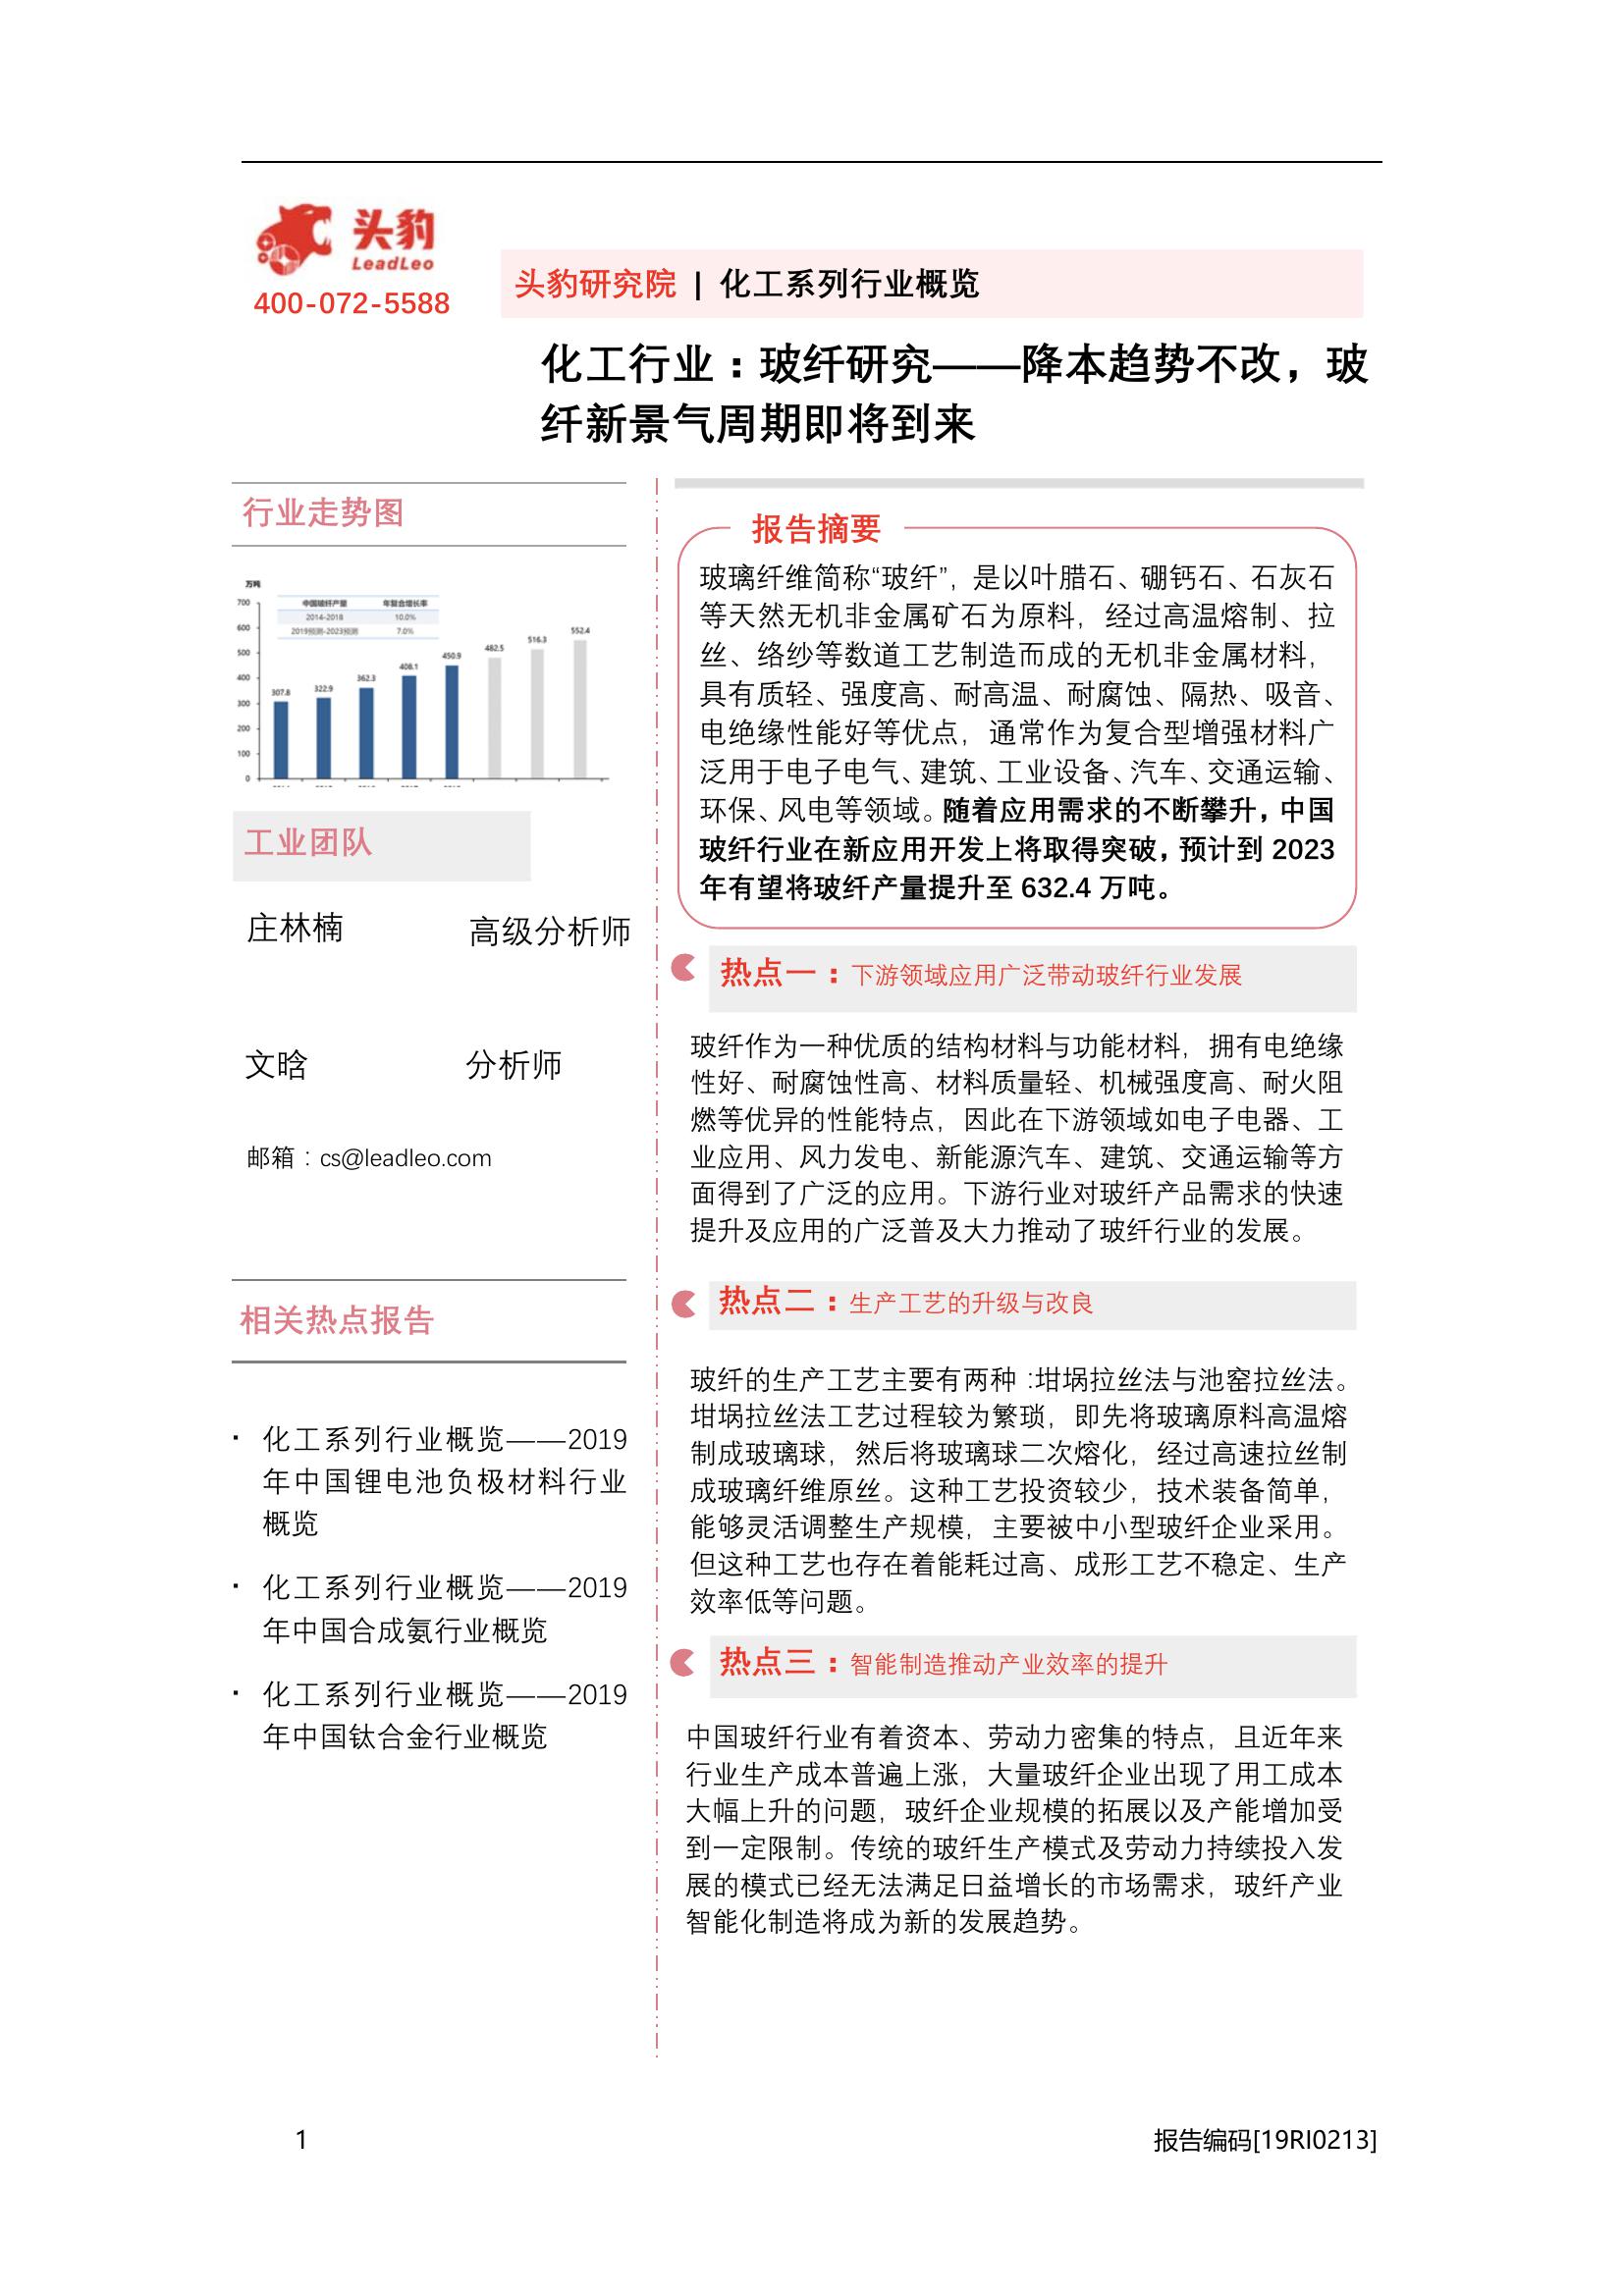 头豹
LeadLeo
400-072-5588
头豹研究院 | 化工系列行业概览
化工行业：玻纤研究——降本趋势不改，玻
纤新景气周期即将到来
行业走势图
万吨
中国玻纤产量 年复合增长率
2014-2018 10.0%
2019预测-2023预测 7.0%
700
600
500
400
300
200
100
0
307.8
322.9
362.3
408.1
450.9
482.5
516.3
552.4
工业团队
庄林楠 高级分析师
文晗 分析师
邮箱：cs@leadleo.com
相关热点报告
· 化工系列行业概览——2019
年中国锂电池负极材料行业
概览
· 化工系列行业概览——2019
年中国合成氨行业概览
· 化工系列行业概览——2019
年中国钛合金行业概览
报告摘要
玻璃纤维简称“玻纤”，是以叶腊石、硼钙石、石灰石
等天然无机非金属矿石为原料，经过高温熔制、拉
丝、络纱等数道工艺制造而成的无机非金属材料，
具有质轻、强度高、耐高温、耐腐蚀、隔热、吸音、
电绝缘性能好等优点，通常作为复合型增强材料广
泛用于电子电气、建筑、工业设备、汽车、交通运输、
环保、风电等领域。随着应用需求的不断攀升，中国
玻纤行业在新应用开发上将取得突破，预计到 2023
年有望将玻纤产量提升至 632.4 万吨。
热点一：下游领域应用广泛带动玻纤行业发展
玻纤作为一种优质的结构材料与功能材料，拥有电绝缘
性好、耐腐蚀性高、材料质量轻、机械强度高、耐火阻
燃等优异的性能特点，因此在下游领域如电子电器、工
业应用、风力发电、新能源汽车、建筑、交通运输等方
面得到了广泛的应用。下游行业对玻纤产品需求的快速
提升及应用的广泛普及大力推动了玻纤行业的发展。
热点二：生产工艺的升级与改良
玻纤的生产工艺主要有两种：坩埚拉丝法与池窑拉丝法。
坩埚拉丝法工艺过程较为繁琐，即先将玻璃原料高温熔
制成玻璃球，然后将玻璃球二次熔化，经过高速拉丝制
成玻璃纤维原丝。这种工艺投资较少，技术装备简单，
能够灵活调整生产规模，主要被中小型玻纤企业采用。
但这种工艺也存在着能耗过高、成形工艺不稳定、生产
效率低等问题。
热点三：智能制造推动产业效率的提升
中国玻纤行业有着资本、劳动力密集的特点，且近年来
行业生产成本普遍上涨，大量玻纤企业出现了用工成本
大幅上升的问题，玻纤企业规模的拓展以及产能增加受
到一定限制。传统的玻纤生产模式及劳动力持续投入发
展的模式已经无法满足日益增长的市场需求，玻纤产业
智能化制造将成为新的发展趋势。
1 报告编码[19RI0213]